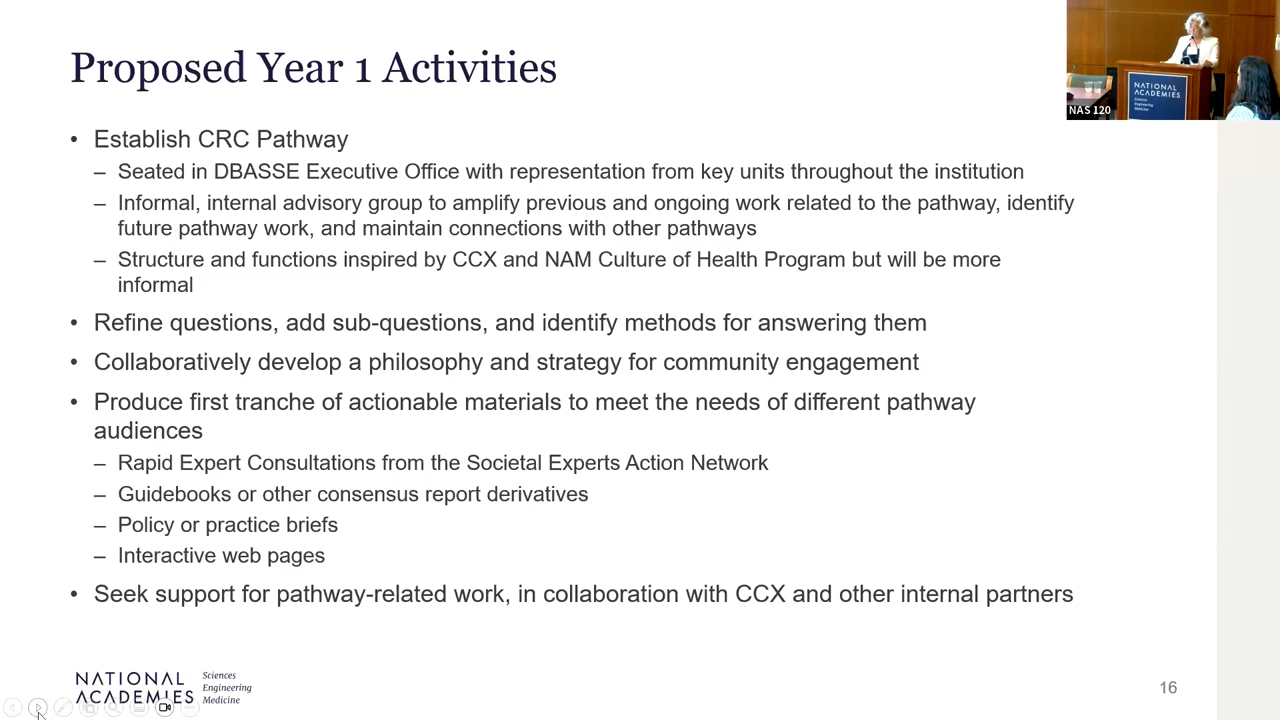 Proposed Year 1 Activities
• Establish CRC Pathway
– Seated in DBASSE Executive Office with representation from key units throughout the institution
– Informal, internal advisory group to amplify previous and ongoing work related to the pathway, identify
future pathway work, and maintain connections with other pathways
– Structure and functions inspired by CCX and NAM Culture of Health Program but will be more
informal
• Refine questions, add sub-questions, and identify methods for answering them
• Collaboratively develop a philosophy and strategy for community engagement
• Produce first tranche of actionable materials to meet the needs of different pathway
audiences
– Rapid Expert Consultations from the Societal Experts Action Network
– Guidebooks or other consensus report derivatives
– Policy or practice briefs
– Interactive web pages
• Seek support for pathway-related work, in collaboration with CCX and other internal partners
NATIONAL
ACADEMIES
Sciences
Engineering
Medicine
16
NATIONAL
ACADEMIES
Sciences
Engineering
Medicine
NAS 120